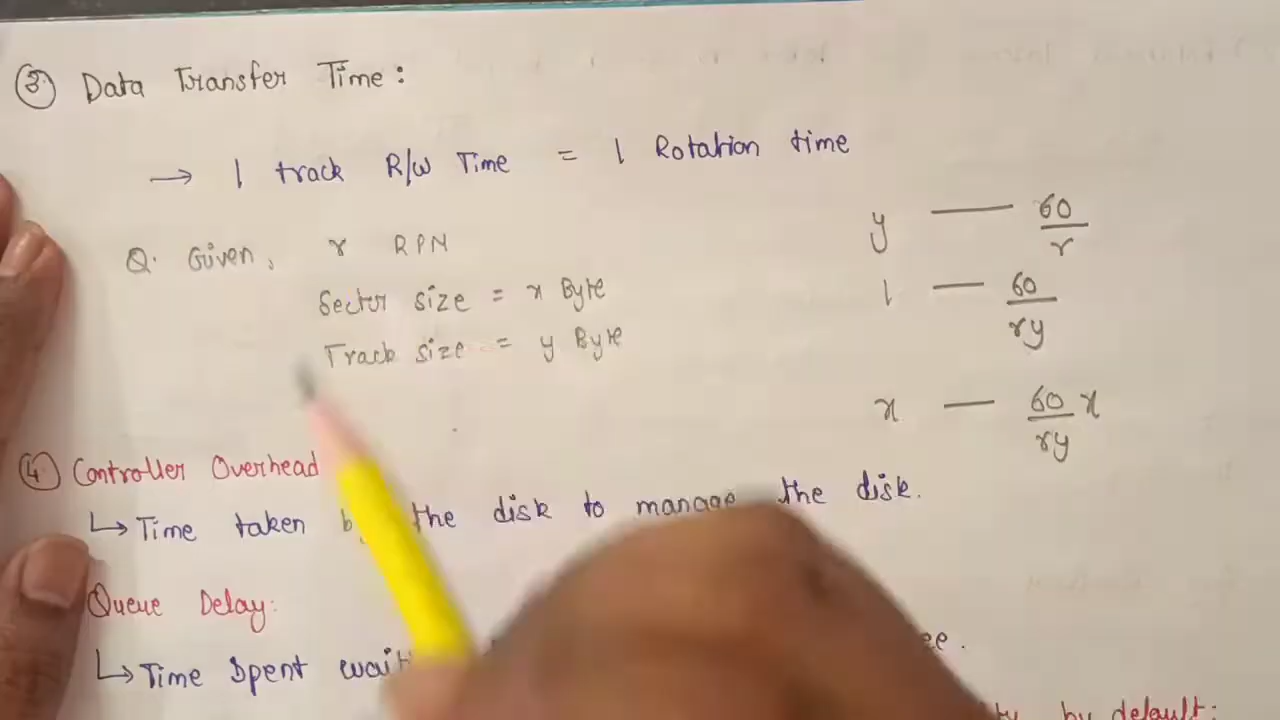 ③ Data Transfer Time:
→ 1 track R/W Time = 1 Rotation time
Q. Given, r RPN
Sector size = x Byte
Track size = y Byte
y — 60/r
1 — 60/ry
x — 60/ry x
④ Controller Overhead
↳ Time taken the disk to manage the disk.
Queue Delay:
↳ Time Spent
by default: